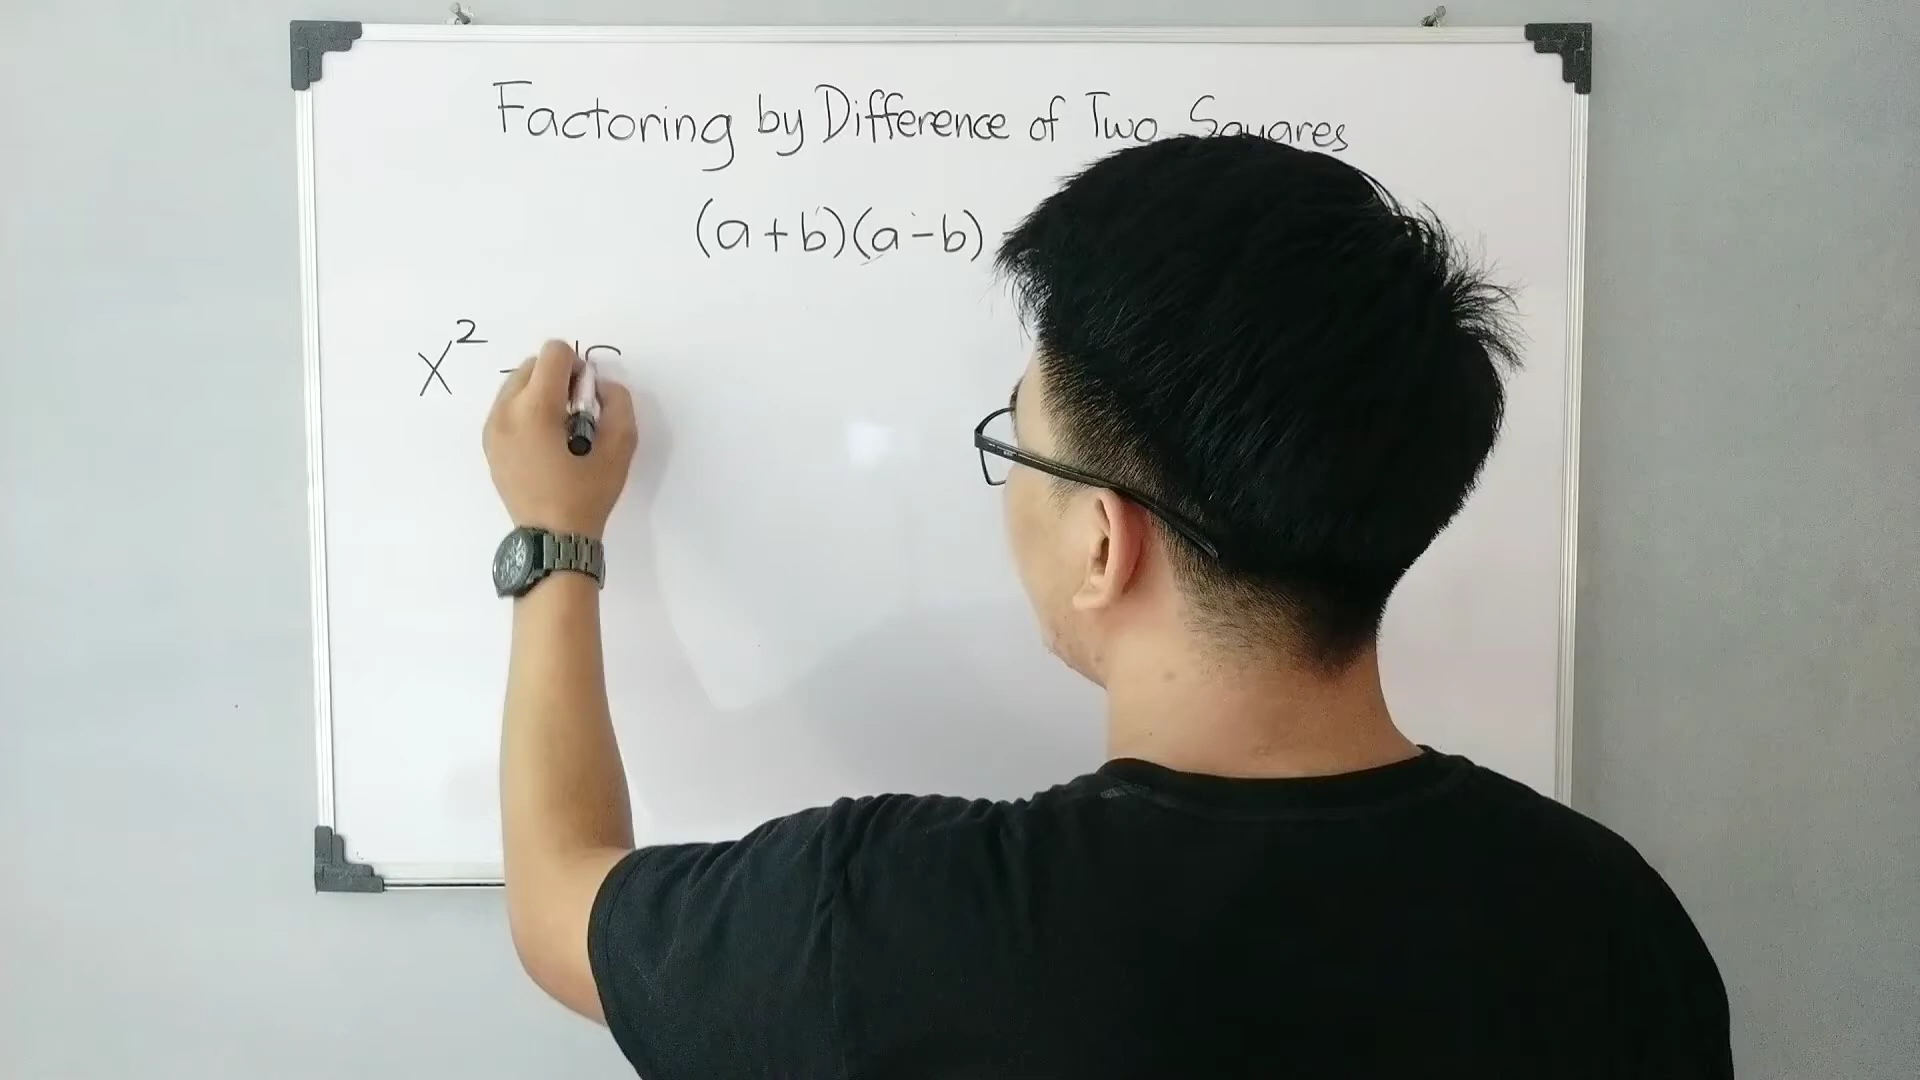 Factoring by Difference of Two Squares
(a+b)(a-b)
x² -